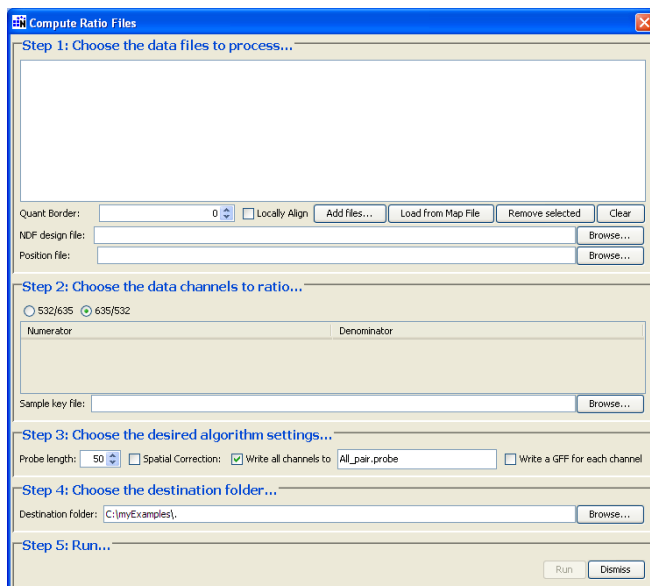 Compute Ratio Files
Step 1: Choose the data files to process...
Quant Border: 0 Locally Align Add files... Load from Map File Remove selected Clear
NDF design file: Browse...
Position file: Browse...
Step 2: Choose the data channels to ratio...
532/635 635/532
Numerator Denominator
Sample key file: Browse...
Step 3: Choose the desired algorithm settings...
Probe length: 50 Spatial Correction: Write all channels to All_pair.probe Write a GFF for each channel
Step 4: Choose the destination folder...
Destination folder: C:\myExamples\. Browse...
Step 5: Run...
Run Dismiss